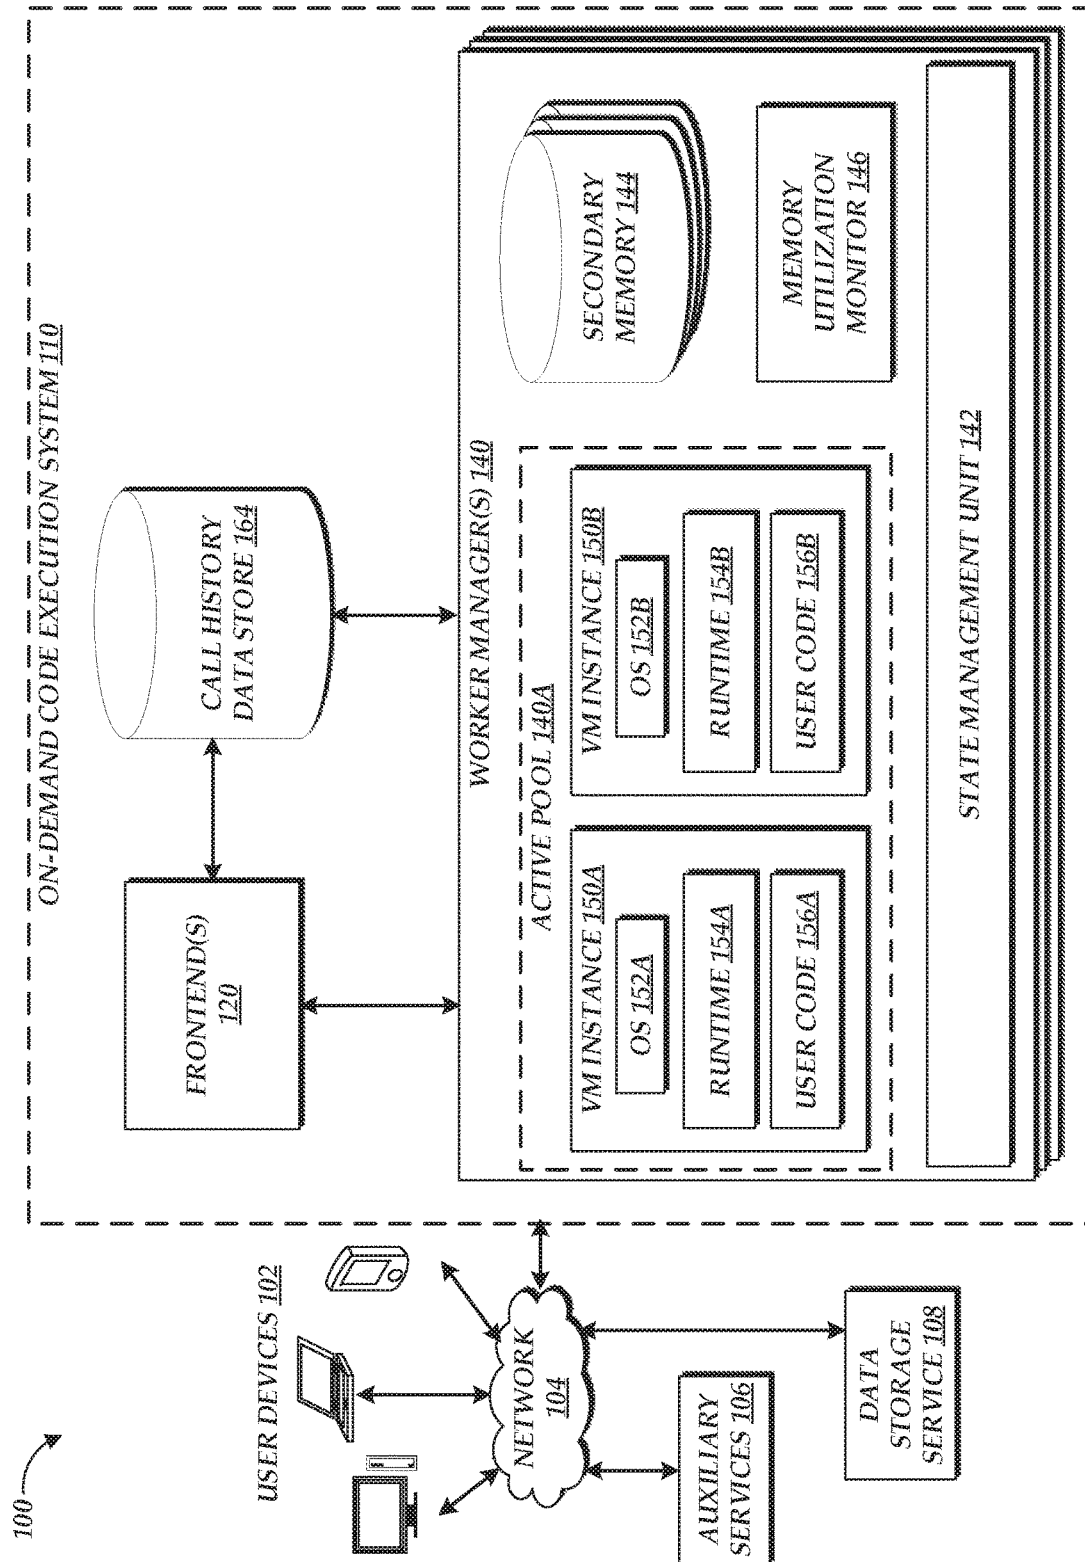 100
ON-DEMAND CODE EXECUTION SYSTEM 110
USER DEVICES 102
FRONTEND(S)
120
CALL HISTORY
DATA STORE 164
NETWORK
104
AUXILIARY
SERVICES 106
DATA
STORAGE
SERVICE 108
WORKER MANAGER(S) 140
ACTIVE POOL 140A
VM INSTANCE 150A
OS 152A
RUNTIME 154A
USER CODE 156A
VM INSTANCE 150B
OS 152B
RUNTIME 154B
USER CODE 156B
SECONDARY
MEMORY 144
MEMORY
UTILIZATION
MONITOR 146
STATE MANAGEMENT UNIT 142